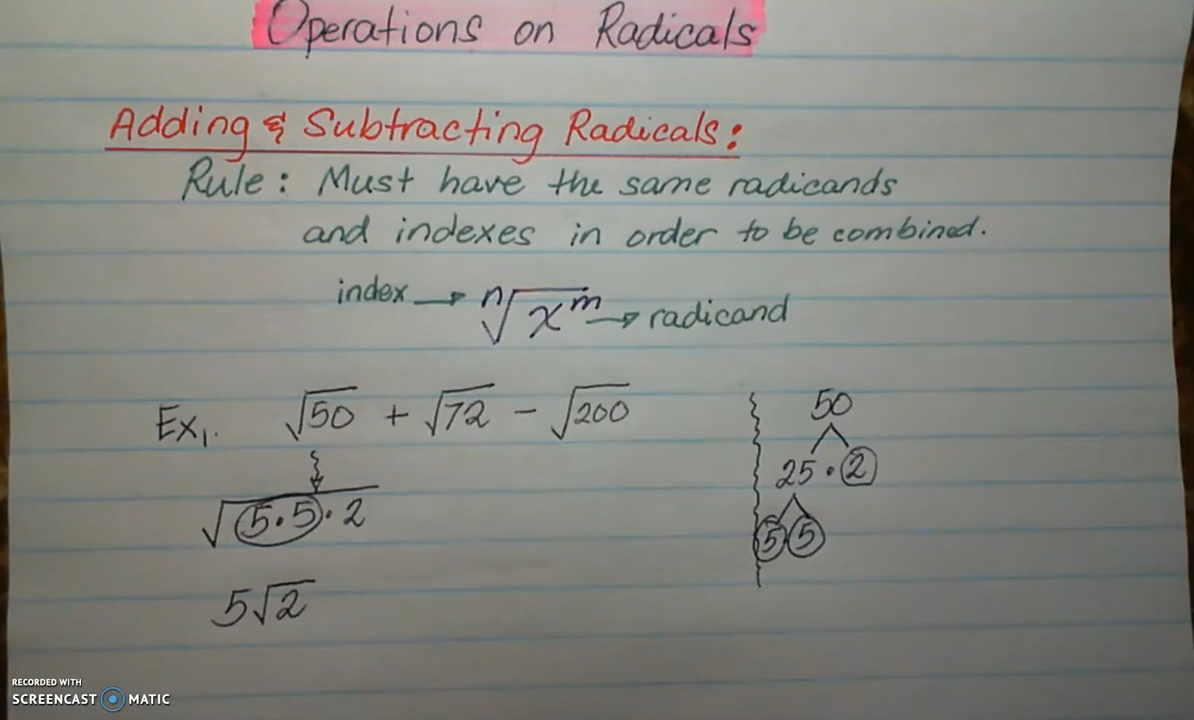 Operations on Radicals
Adding & Subtracting Radicals:
Rule: Must have the same radicands
and indexes in order to be combined.
index → ⁿ√xᵐ → radicand
Ex1. √50 + √72 - √200
√5·5·2
5√2
50
25·2
5 5
RECORDED WITH
SCREENCAST MATIC